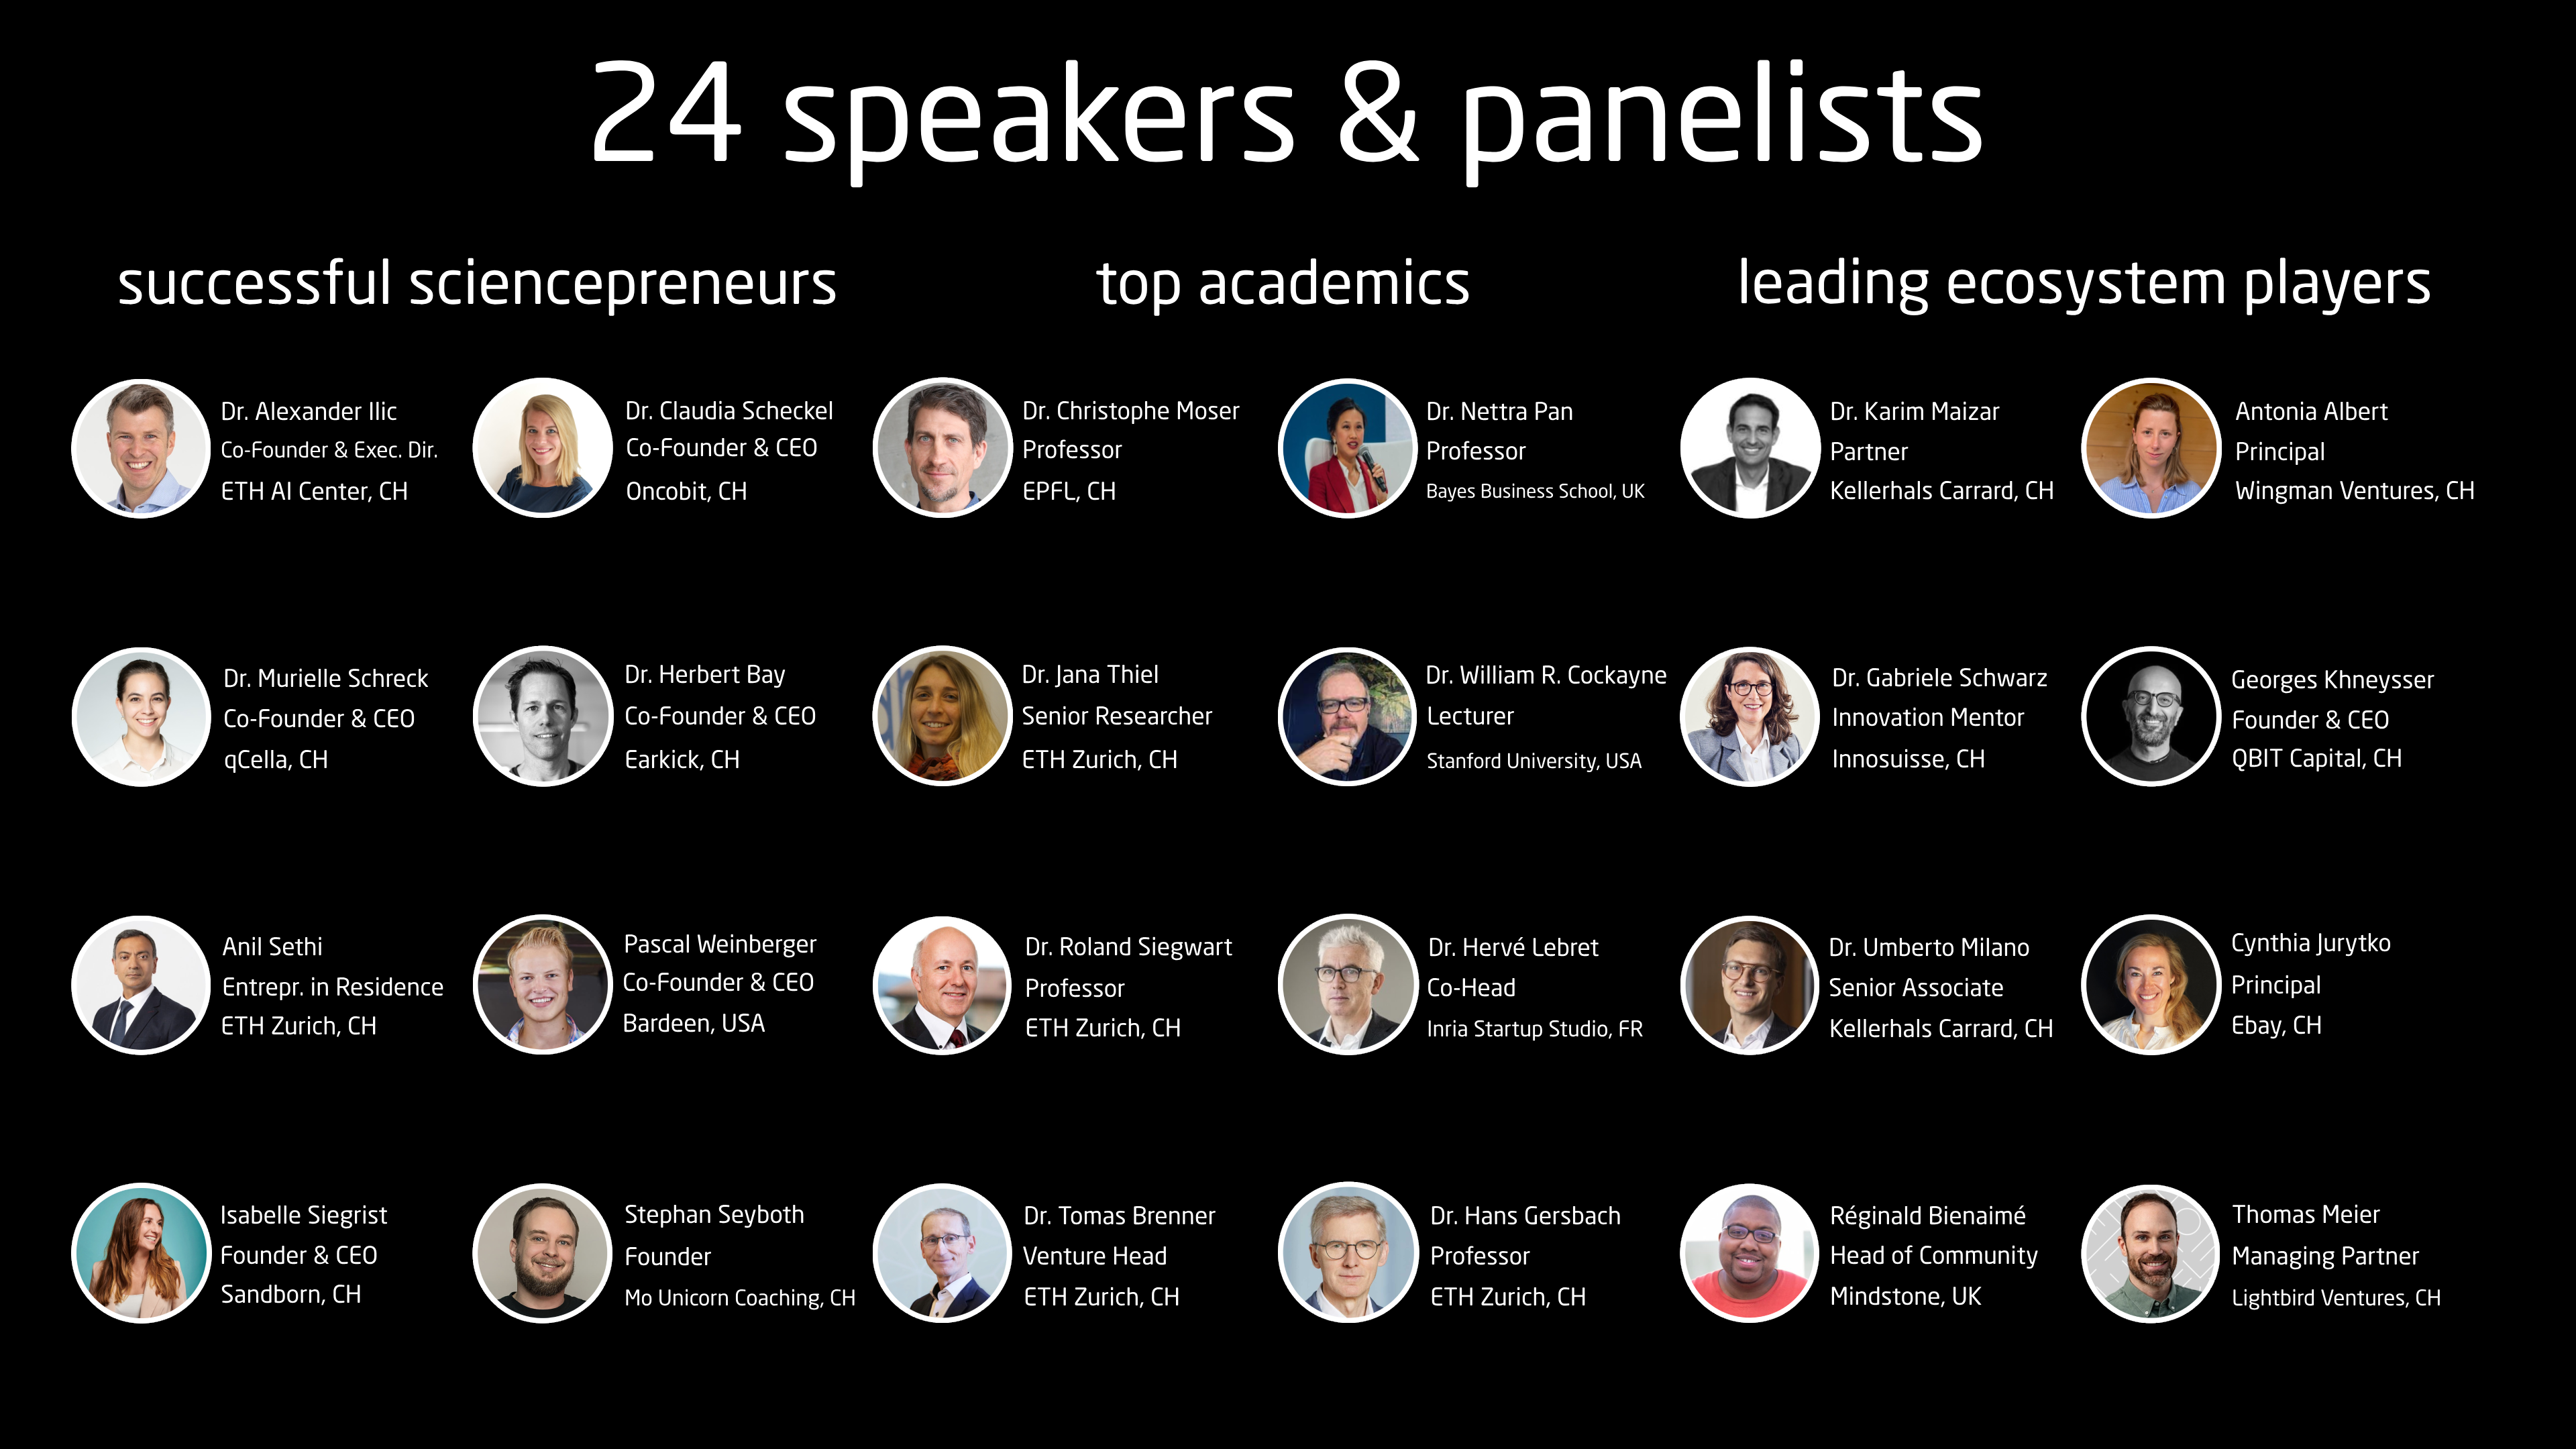 24 speakers & panelists
successful sciencepreneurs
top academics
leading ecosystem players
Dr. Alexander Ilic
Co-Founder & Exec. Dir.
ETH AI Center, CH
Dr. Claudia Scheckel
Co-Founder & CEO
Oncobit, CH
Dr. Christophe Moser
Professor
EPFL, CH
Dr. Nettra Pan
Professor
Bayes Business School, UK
Dr. Karim Maizar
Partner
Kellerhals Carrard, CH
Antonia Albert
Principal
Wingman Ventures, CH
Dr. Murielle Schreck
Co-Founder & CEO
qCella, CH
Dr. Herbert Bay
Co-Founder & CEO
Earkick, CH
Dr. Jana Thiel
Senior Researcher
ETH Zurich, CH
Dr. William R. Cockayne
Lecturer
Stanford University, USA
Dr. Gabriele Schwarz
Innovation Mentor
Innosuisse, CH
Georges Khneysser
Founder & CEO
QBIT Capital, CH
Anil Sethi
Entrepr. in Residence
ETH Zurich, CH
Pascal Weinberger
Co-Founder & CEO
Bardeen, USA
Dr. Roland Siegwart
Professor
ETH Zurich, CH
Dr. Hervé Lebret
Co-Head
Inria Startup Studio, FR
Dr. Umberto Milano
Senior Associate
Kellerhals Carrard, CH
Cynthia Jurytko
Principal
Ebay, CH
Isabelle Siegrist
Founder & CEO
Sandborn, CH
Stephan Seyboth
Founder
Mo Unicorn Coaching, CH
Dr. Tomas Brenner
Venture Head
ETH Zurich, CH
Dr. Hans Gersbach
Professor
ETH Zurich, CH
Réginald Bienaimé
Head of Community
Mindstone, UK
Thomas Meier
Managing Partner
Lightbird Ventures, CH